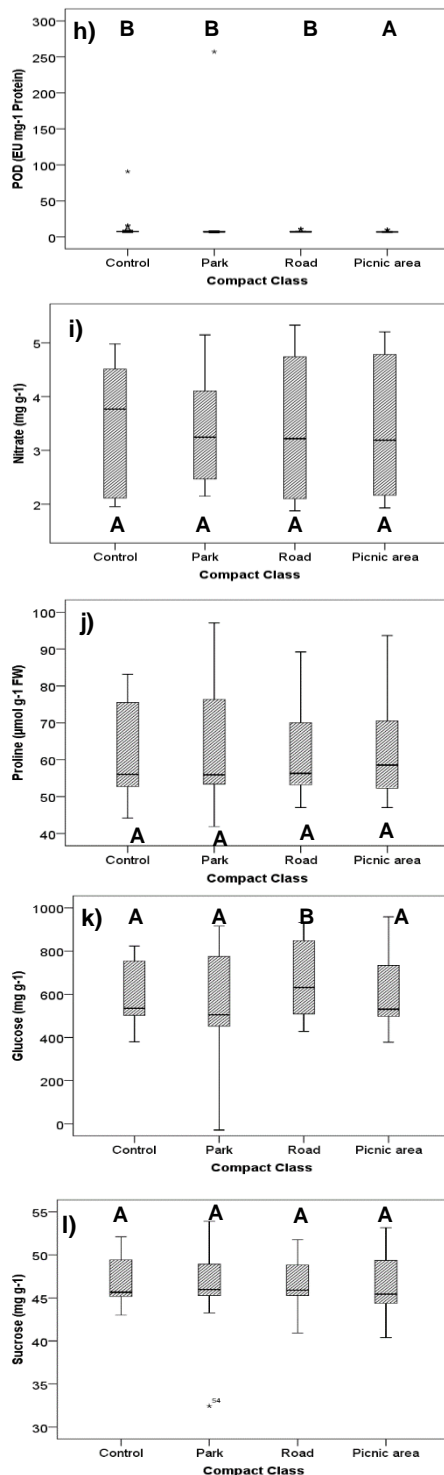 h) B B B A
300
250
200
150
100
50
0
POD (EU mg-1 Protein)
Control Park Road Picnic area
Compact Class
i)
5
4
3
2
Nitrate (mg g-1)
A A A A
Control Park Road Picnic area
Compact Class
j)
100
90
80
70
60
50
40
Proline (µmol g-1 FW)
A A A A
Control Park Road Picnic area
Compact Class
k) A A B A
1000
800
600
400
200
0
Glucose (mg g-1)
Control Park Road Picnic area
Compact Class
l) A A A A
55
50
45
40
35
30
Sucrose (mg g-1)
54
Control Park Road Picnic area
Compact Class